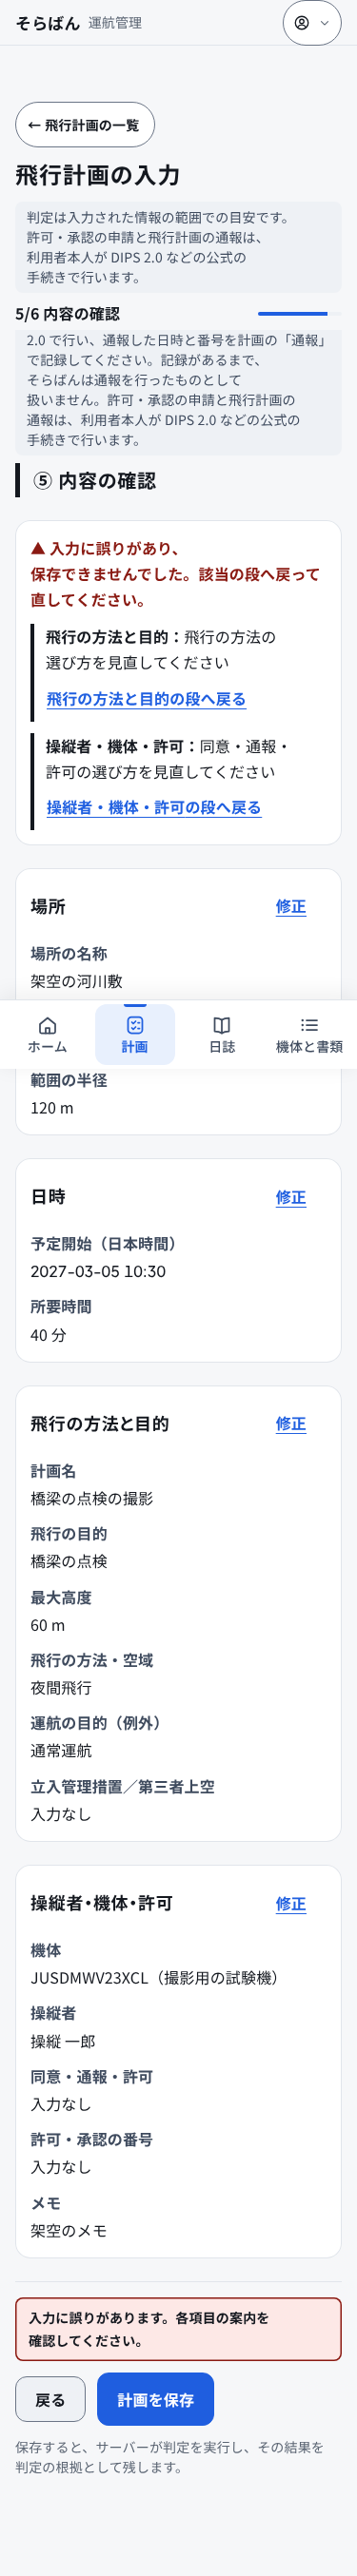 そらばん 運航管理
← 飛行計画の一覧
飛行計画の入力
判定は入力された情報の範囲での目安です。
許可・承認の申請と飛行計画の通報は、
利用者本人が DIPS 2.0 などの公式の
手続きで行います。
5/6 内容の確認
2.0 で行い、通報した日時と番号を計画の「通報」
で記録してください。記録があるまで、
そらばんは通報を行ったものとして
扱いません。許可・承認の申請と飛行計画の
通報は、利用者本人が DIPS 2.0 などの公式の
手続きで行います。
⑤ 内容の確認
▲ 入力に誤りがあり、
保存できませんでした。該当の段へ戻って
直してください。
飛行の方法と目的：飛行の方法の
選び方を見直してください
飛行の方法と目的の段へ戻る
操縦者・機体・許可：同意・通報・
許可の選び方を見直してください
操縦者・機体・許可の段へ戻る
場所 修正
場所の名称
架空の河川敷
ホーム 計画 日誌 機体と書類
範囲の半径
120 m
日時 修正
予定開始（日本時間）
2027-03-05 10:30
所要時間
40 分
飛行の方法と目的 修正
計画名
橋梁の点検の撮影
飛行の目的
橋梁の点検
最大高度
60 m
飛行の方法・空域
夜間飛行
運航の目的（例外）
通常運航
立入管理措置／第三者上空
入力なし
操縦者・機体・許可 修正
機体
JUSDMWV23XCL（撮影用の試験機）
操縦者
操縦 一郎
同意・通報・許可
入力なし
許可・承認の番号
入力なし
メモ
架空のメモ
入力に誤りがあります。各項目の案内を
確認してください。
戻る 計画を保存
保存すると、サーバーが判定を実行し、その結果を
判定の根拠として残します。